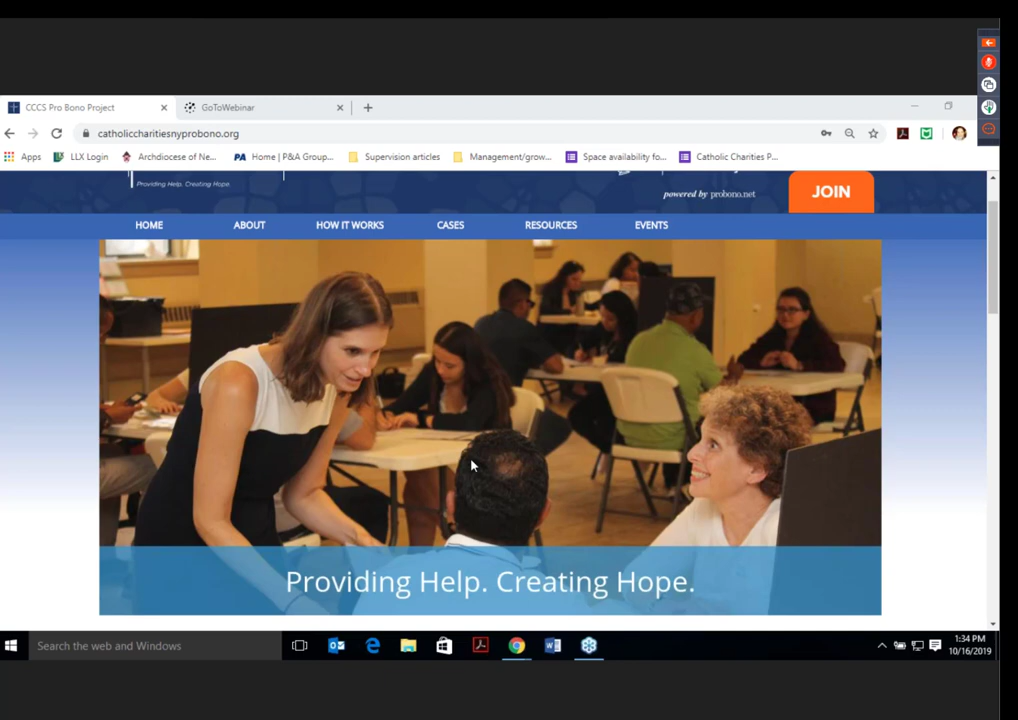 CCCS Pro Bono Project
GoToWebinar
catholiccharitiesnyprobono.org
Apps LLX Login Archdiocese of Ne... PA Home | P&A Group... Supervision articles Management/grow... Space availability fo... Catholic Charities P...
Providing Help. Creating Hope.
powered by probono.net
JOIN
HOME ABOUT HOW IT WORKS CASES RESOURCES EVENTS
Providing Help. Creating Hope.
Search the web and Windows
1:34 PM
10/16/2019